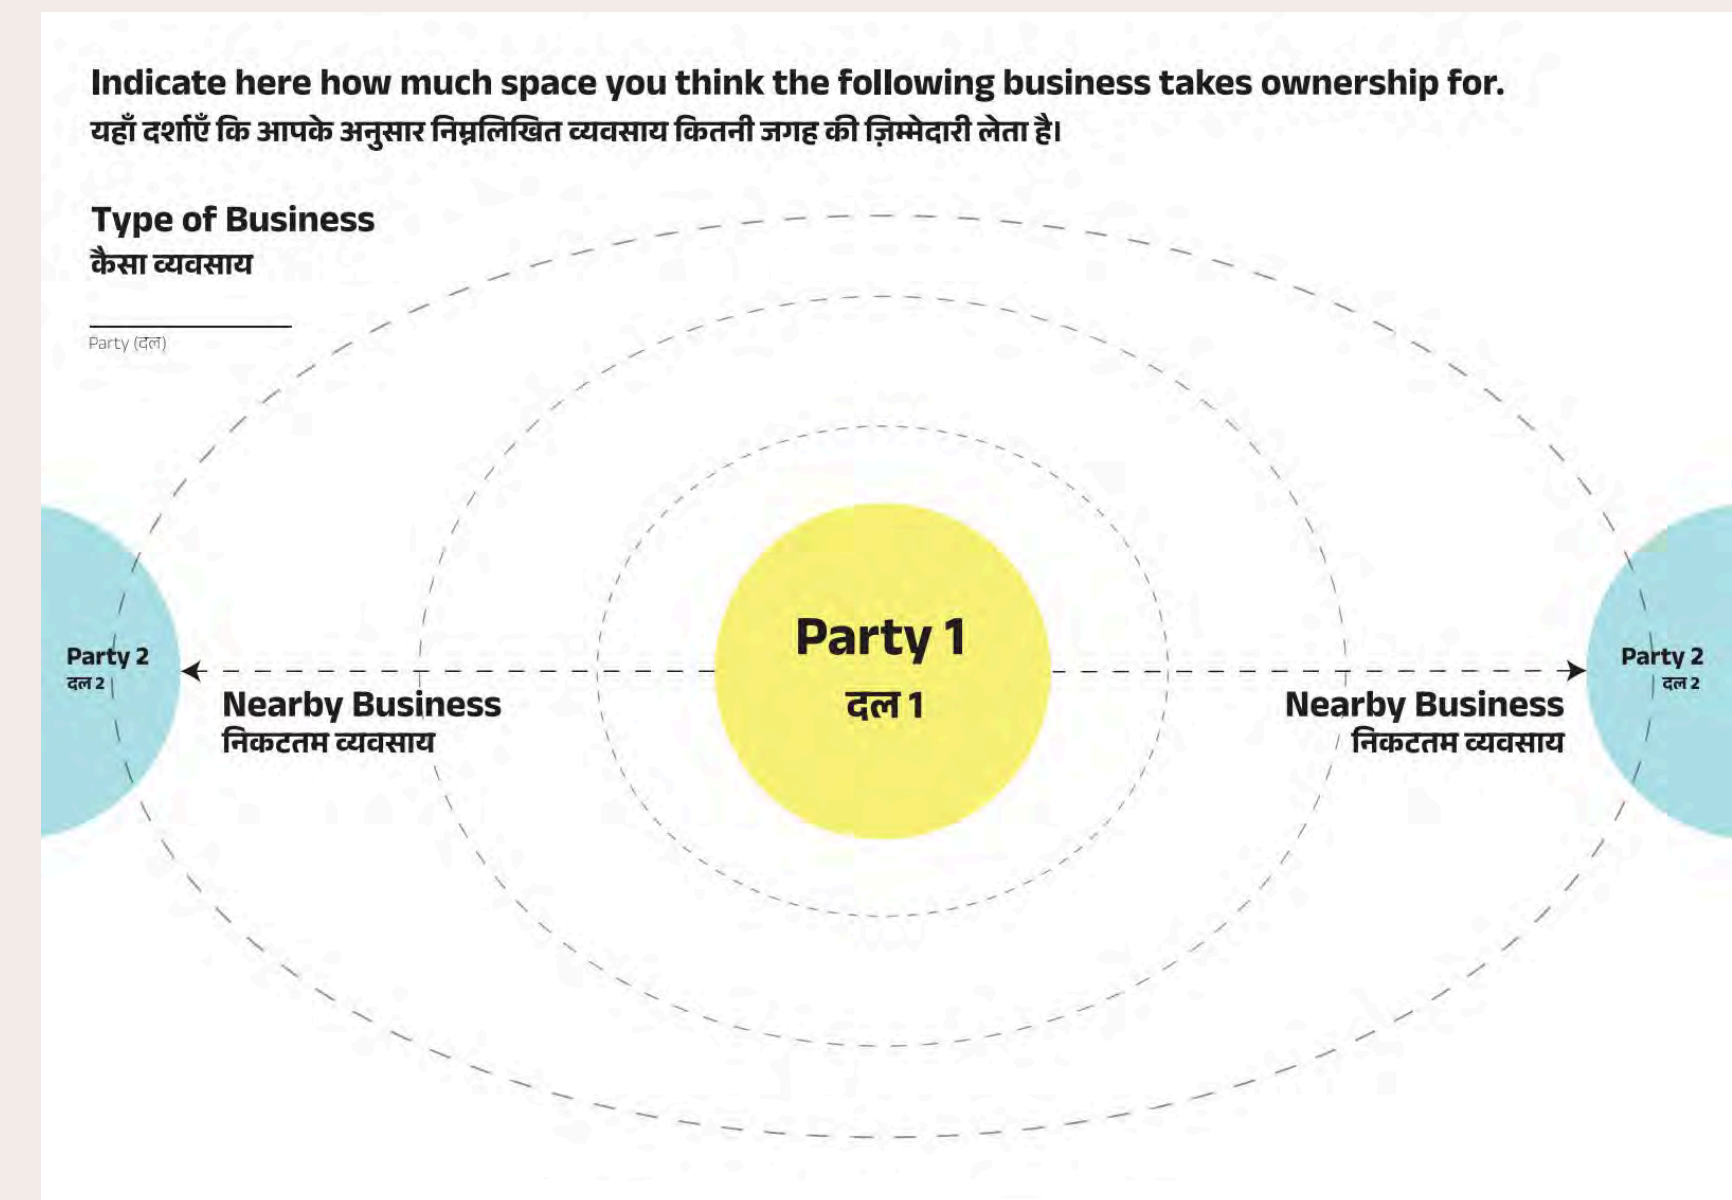 Indicate here how much space you think the following business takes ownership for.
यहाँ दर्शाएँ कि आपके अनुसार निम्नलिखित व्यवसाय कितनी जगह की ज़िम्मेदारी लेता है।
Type of Business
कैसा व्यवसाय
Party (दल)
Party 2
दल 2
Nearby Business
निकटतम व्यवसाय
Party 1
दल 1
Nearby Business
निकटतम व्यवसाय
Party 2
दल 2